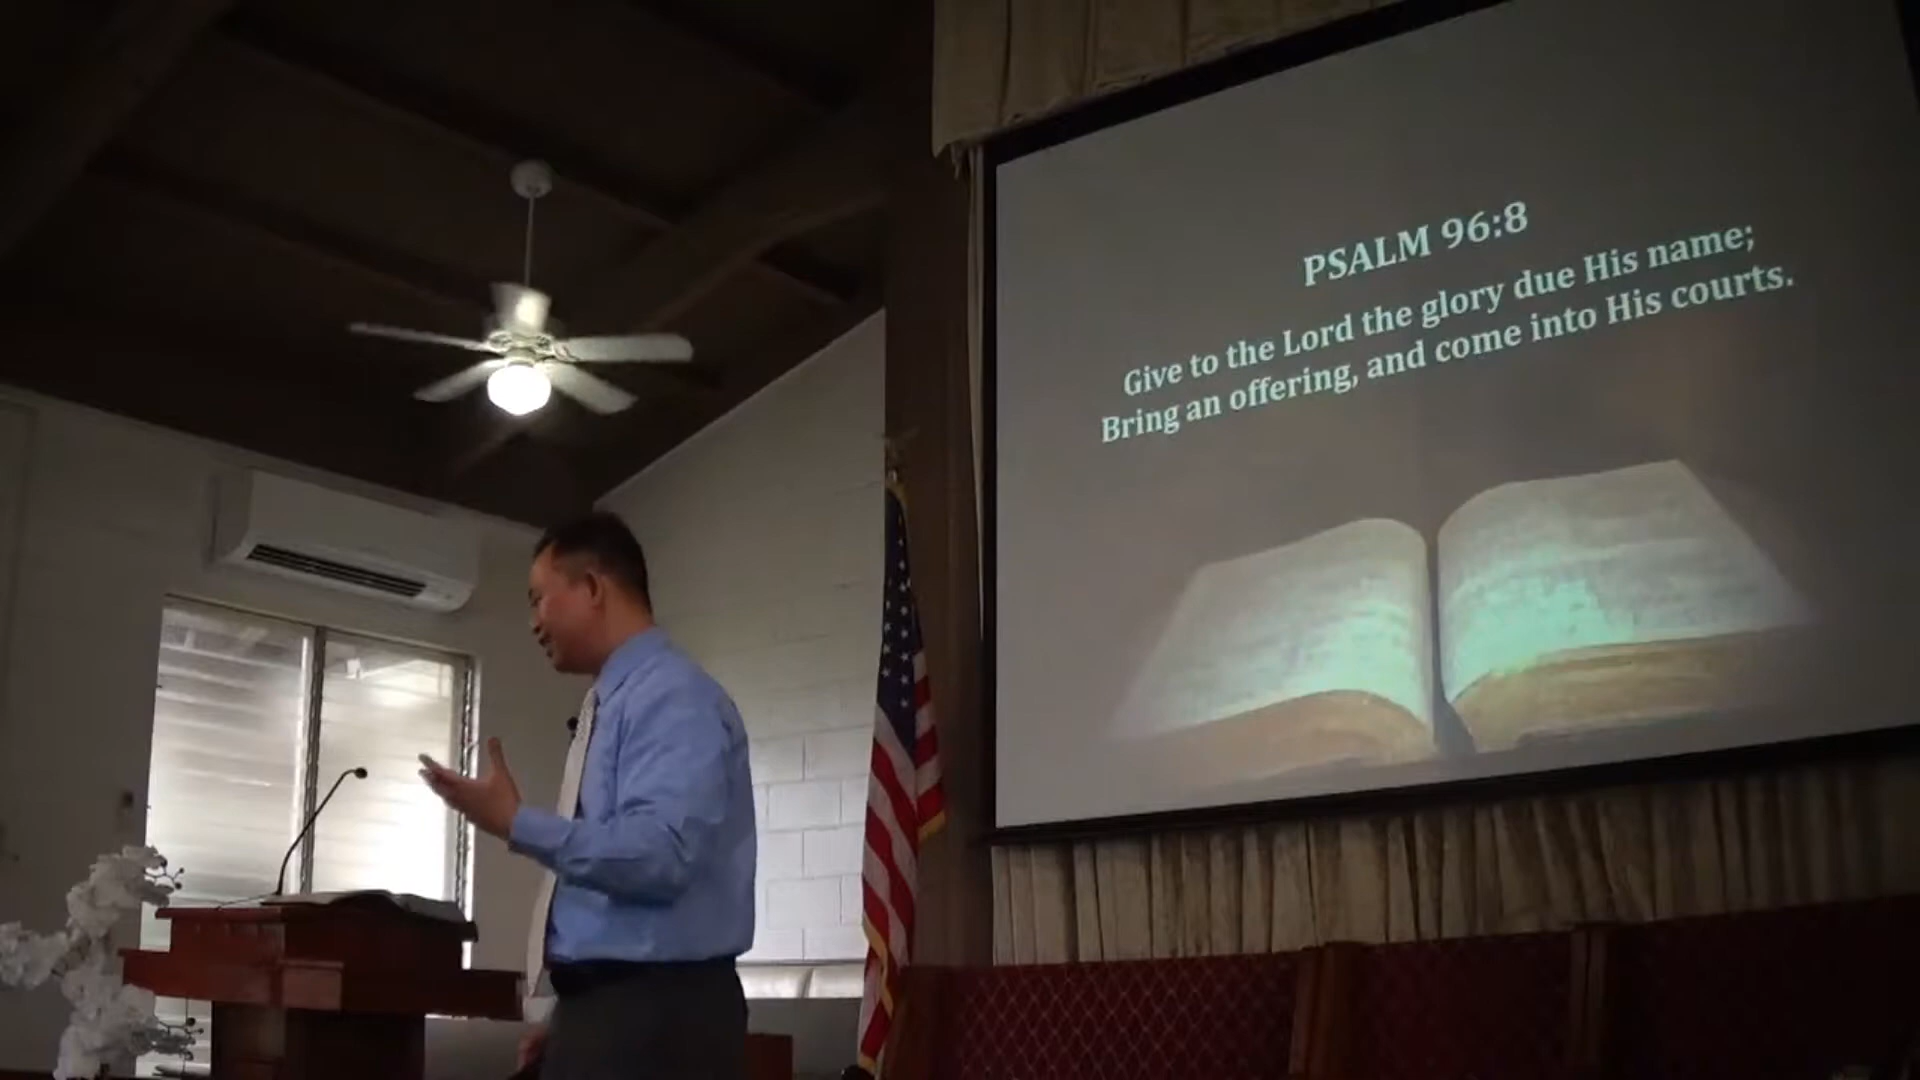 PSALM 96:8
Give to the Lord the glory due His name;
Bring an offering, and come into His courts.